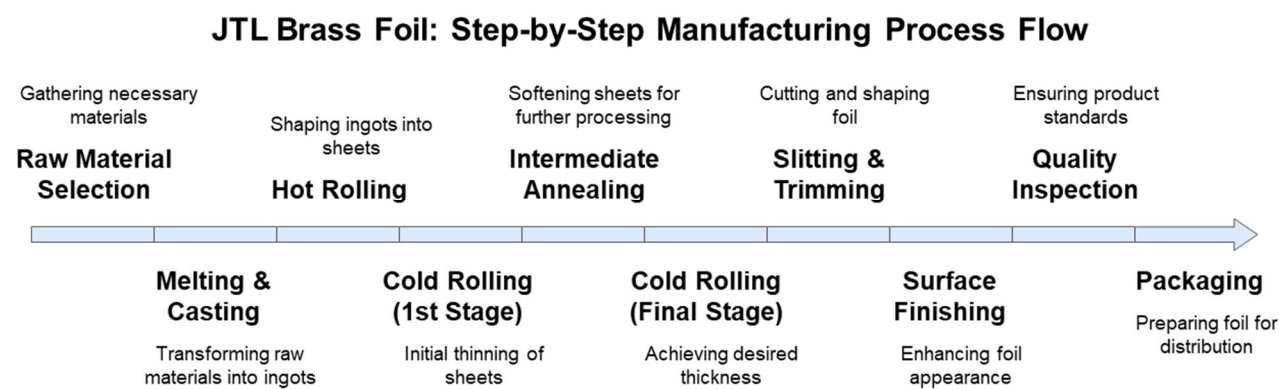 JTL Brass Foil: Step-by-Step Manufacturing Process Flow
Gathering necessary
materials
Raw Material
Selection
Melting &
Casting
Transforming raw
materials into ingots
Shaping ingots into
sheets
Hot Rolling
Cold Rolling
(1st Stage)
Initial thinning of
sheets
Softening sheets for
further processing
Intermediate
Annealing
Cold Rolling
(Final Stage)
Achieving desired
thickness
Cutting and shaping
foil
Slitting &
Trimming
Surface
Finishing
Enhancing foil
appearance
Ensuring product
standards
Quality
Inspection
Packaging
Preparing foil for
distribution